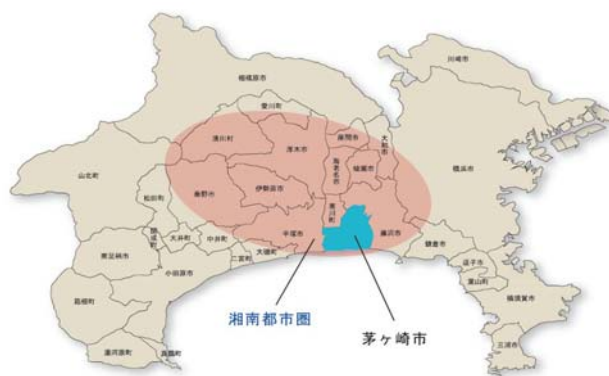 川崎市
相模原市
愛川町
清川村
厚木市
座間市
大和市
海老名市
綾瀬市
横浜市
山北町
秦野市
伊勢原市
寒川町
松田町
開成町
大井町
中井町
平塚市
藤沢市
鎌倉市
南足柄市
小田原市
二宮町
大磯町
逗子市
葉山町
横須賀市
箱根町
湯河原町
真鶴町
三浦市
湘南都市圏
茅ヶ崎市